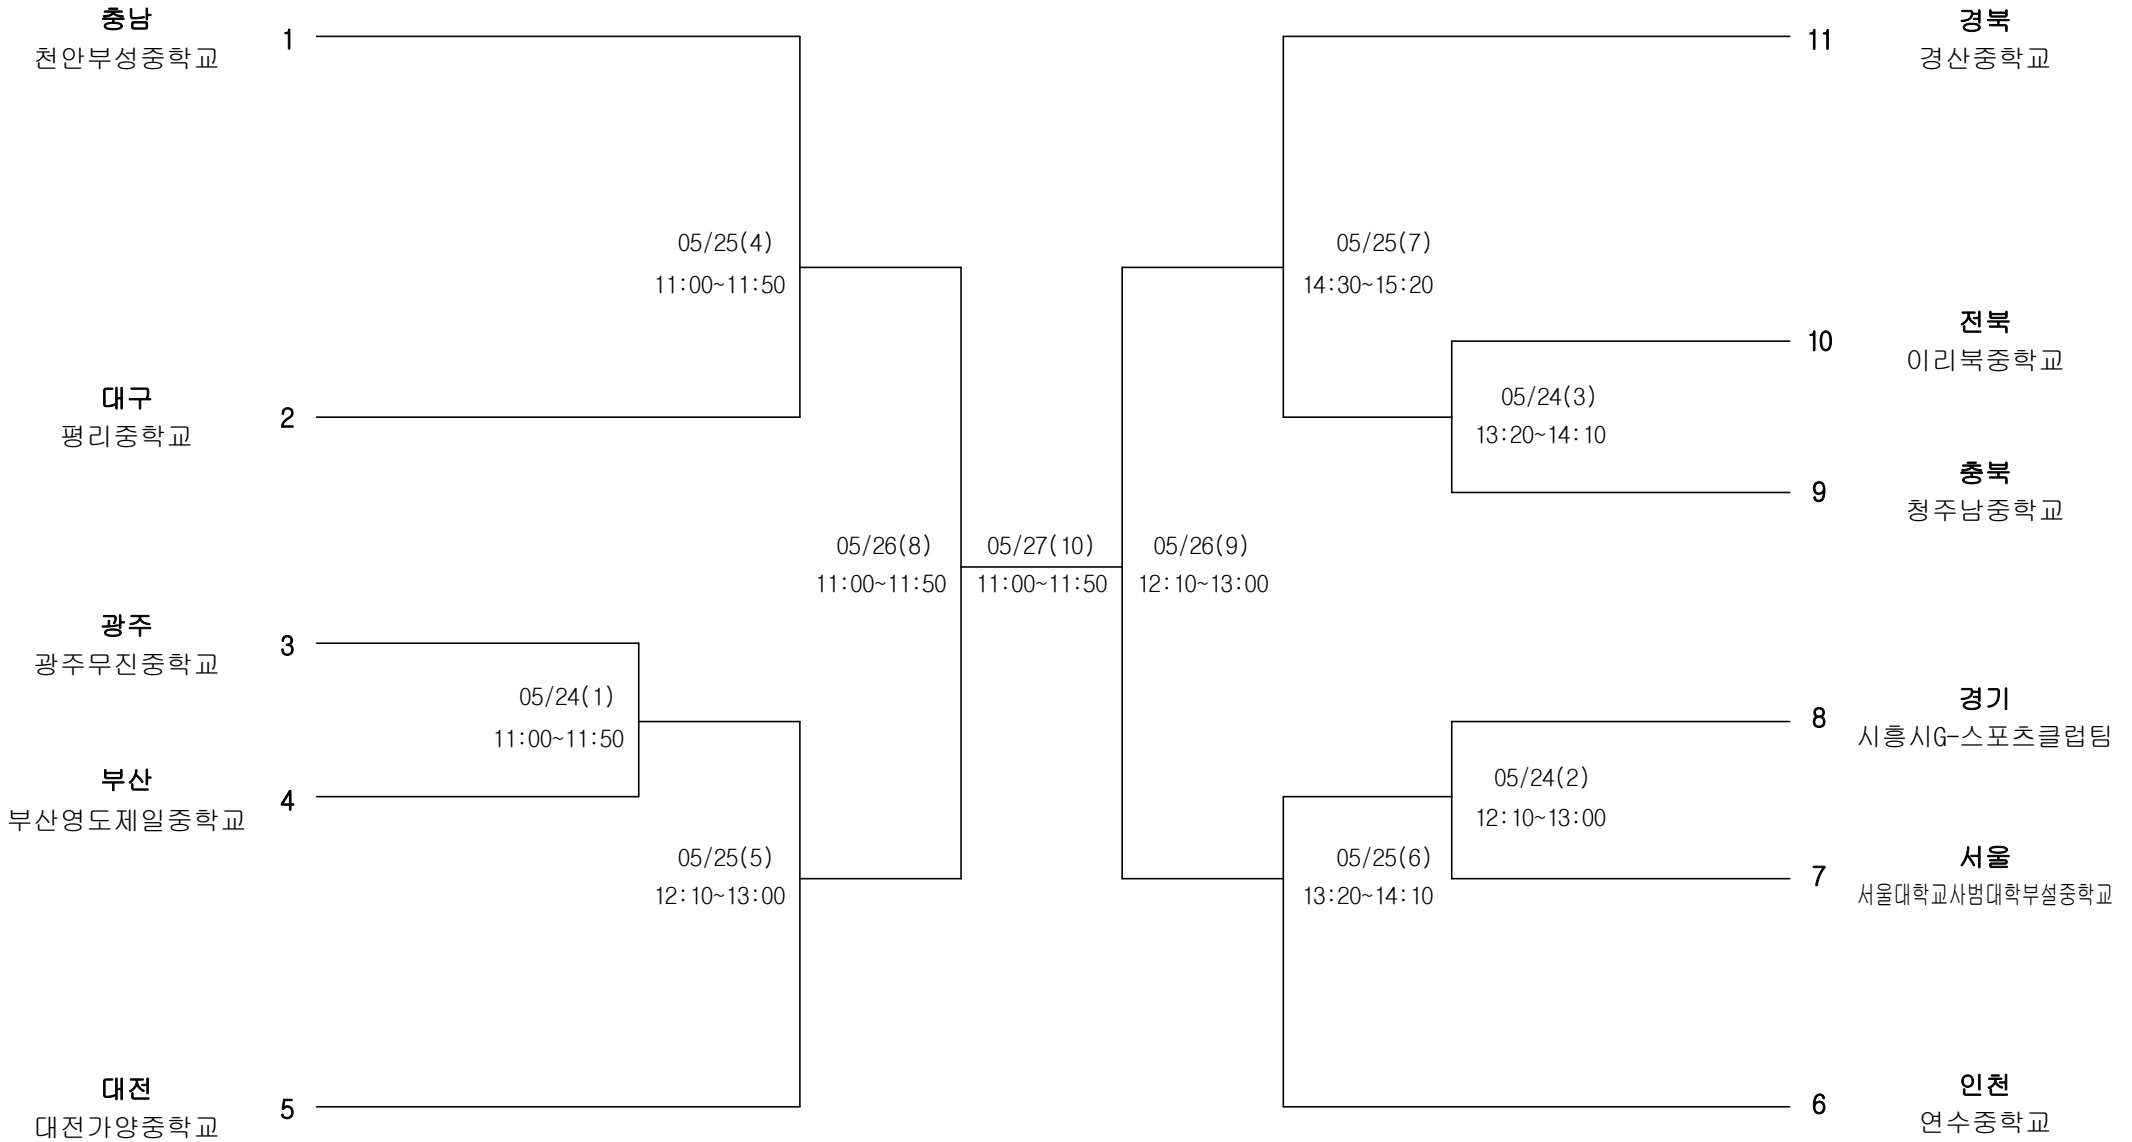 충남
천안부성중학교
1
05/25(4)
11:00~11:50
대구
평리중학교
2
광주
광주무진중학교
3
05/24(1)
11:00~11:50
부산
부산영도제일중학교
4
05/25(5)
12:10~13:00
대전
대전가양중학교
5
05/26(8)
11:00~11:50
05/27(10)
11:00~11:50
05/26(9)
12:10~13:00
경북
경산중학교
11
05/25(7)
14:30~15:20
전북
이리북중학교
10
05/24(3)
13:20~14:10
충북
청주남중학교
9
경기
시흥시G-스포츠클럽팀
8
05/24(2)
12:10~13:00
서울
서울대학교사범대학부설중학교
7
05/25(6)
13:20~14:10
인천
연수중학교
6